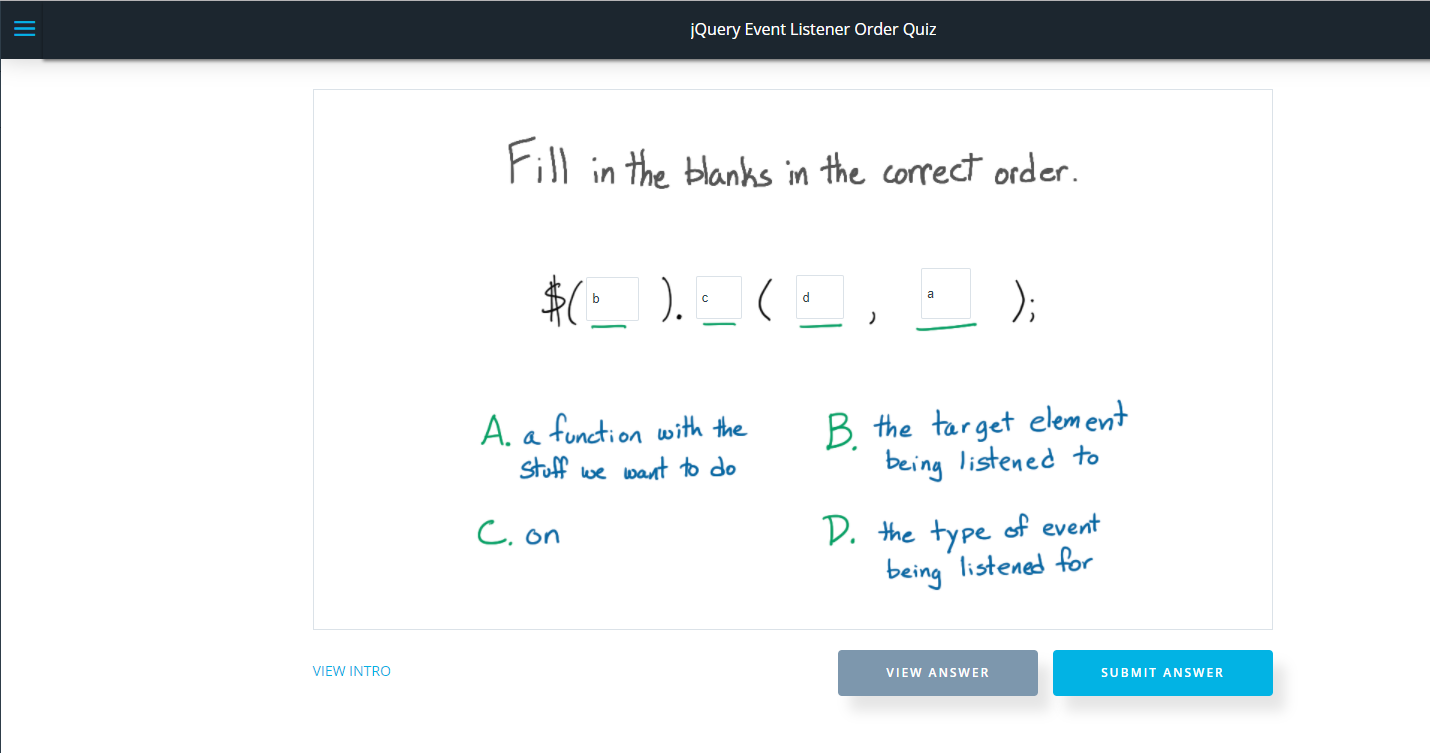 jQuery Event Listener Order Quiz
Fill in the blanks in the correct order.
$( b ). c ( d , a );
A. a function with the
stuff we want to do
B. the target element
being listened to
C. on
D. the type of event
being listened for
VIEW INTRO
VIEW ANSWER
SUBMIT ANSWER